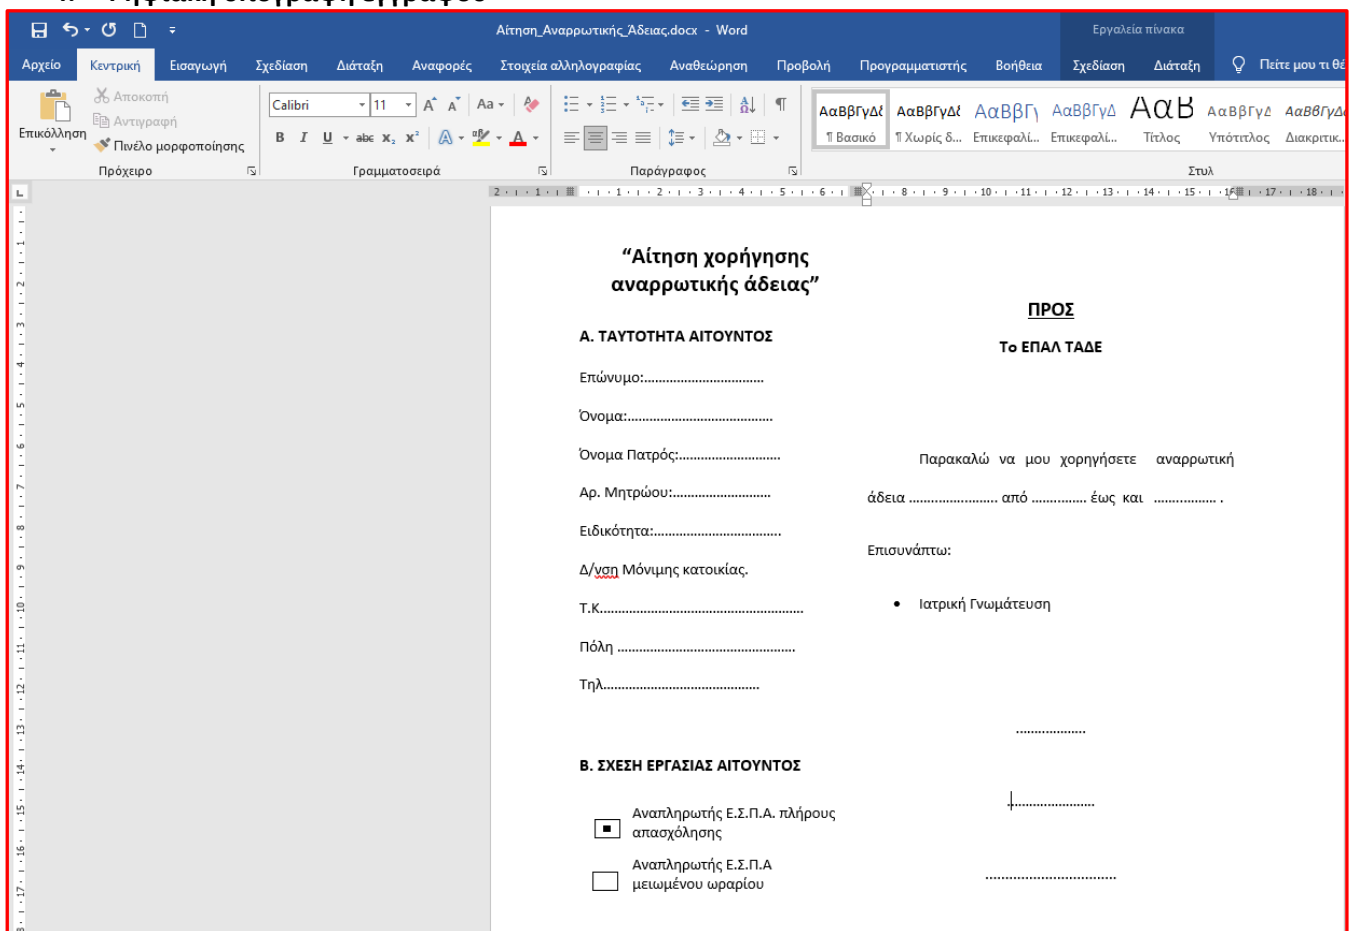 Αίτηση_Αναρρωτικής_Άδειας.docx - Word
Εργαλεία πίνακα
Αρχείο Κεντρική Εισαγωγή Σχεδίαση Διάταξη Αναφορές Στοιχεία αλληλογραφίας Αναθεώρηση Προβολή Προγραμματιστής Βοήθεια Σχεδίαση Διάταξη Πείτε μου τι θέ
Επικόλληση
Αποκοπή
Αντιγραφή
Πινέλο μορφοποίησης
Πρόχειρο
Calibri 11
Γραμματοσειρά
Παράγραφος
ΑαΒβΓγΔδ ΑαΒβΓγΔδ ΑαΒβΓγ ΑαΒβΓγΔ ΑαΒ ΑαΒβΓγΔ ΑαΒβΓγΔ
¶ Βασικό ¶ Χωρίς δ... Επικεφαλί... Επικεφαλί... Τίτλος Υπότιτλος Διακριτικ...
Στυλ
“Αίτηση χορήγησης
αναρρωτικής άδειας”
Α. ΤΑΥΤΟΤΗΤΑ ΑΙΤΟΥΝΤΟΣ
Επώνυμο:.................................
Όνομα:........................................
Όνομα Πατρός:............................
Αρ. Μητρώου:...........................
Ειδικότητα:...................................
Δ/νση Μόνιμης κατοικίας.
Τ.Κ........................................................
Πόλη .................................................
Τηλ...........................................
Β. ΣΧΕΣΗ ΕΡΓΑΣΙΑΣ ΑΙΤΟΥΝΤΟΣ
Αναπληρωτής Ε.Σ.Π.Α. πλήρους
απασχόλησης
Αναπληρωτής Ε.Σ.Π.Α
μειωμένου ωραρίου
ΠΡΟΣ
Το ΕΠΑΛ ΤΑΔΕ
Παρακαλώ να μου χορηγήσετε αναρρωτική
άδεια ........................ από ............... έως και ................. .
Επισυνάπτω:
• Ιατρική Γνωμάτευση
...................
........................
....................................